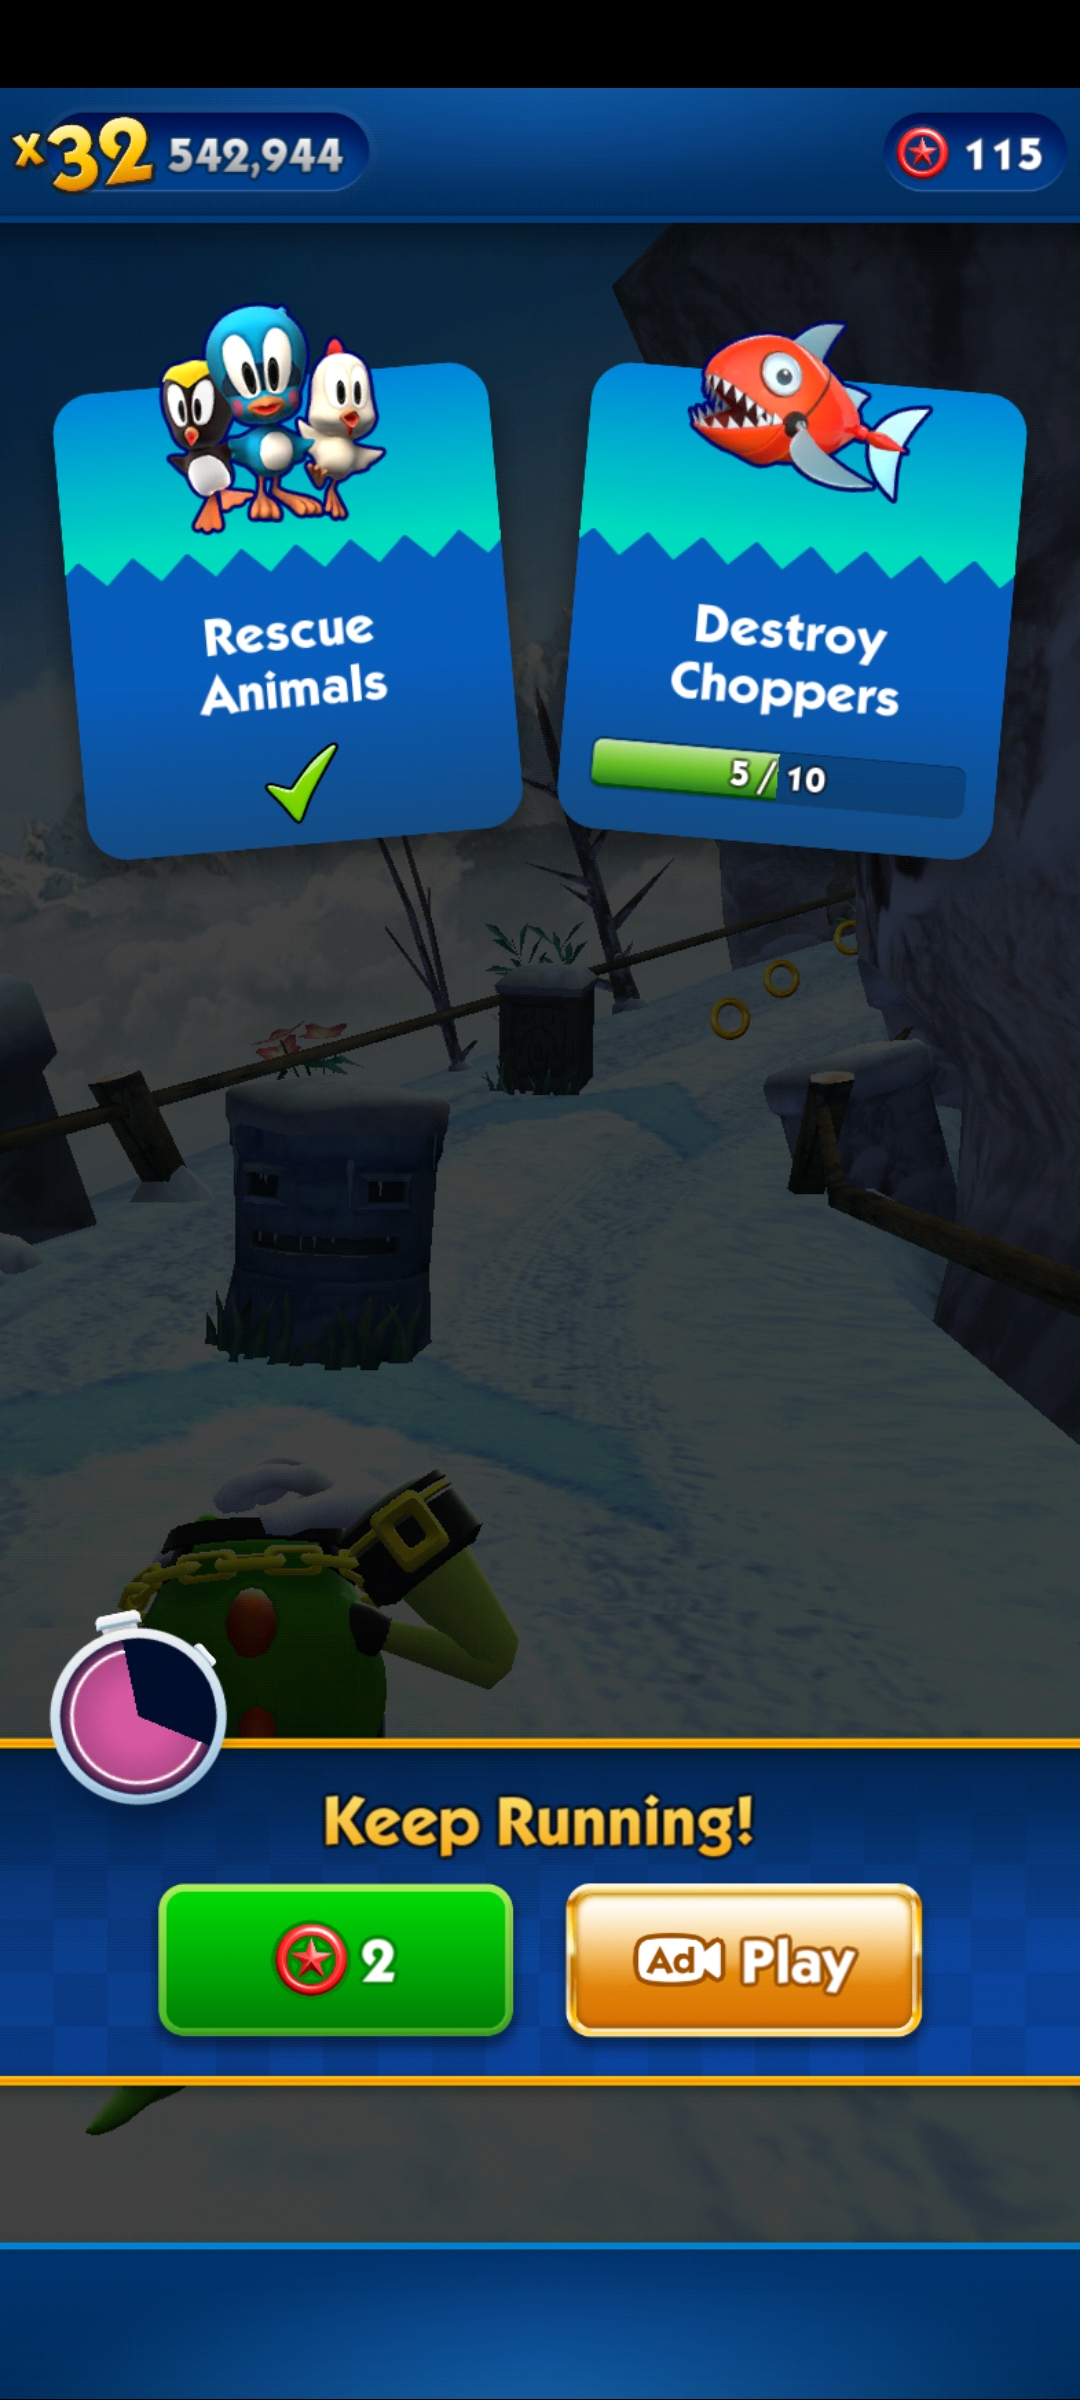 x32 542,944
115
Rescue
Animals
Destroy
Choppers
5 / 10
Keep Running!
2
Ad Play